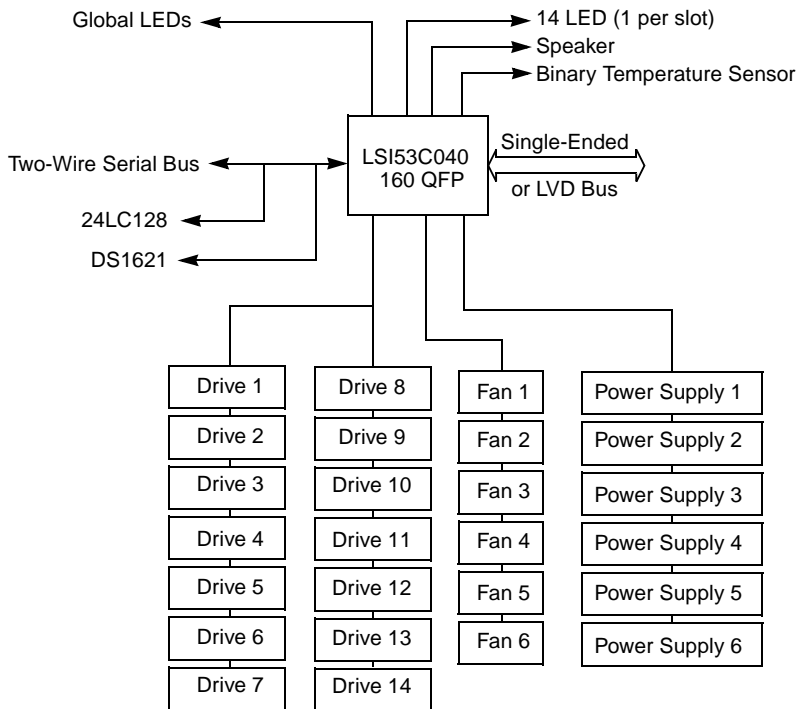 Global LEDs
14 LED (1 per slot)
Speaker
Binary Temperature Sensor
Two-Wire Serial Bus
LSI53C040
160 QFP
Single-Ended
or LVD Bus
24LC128
DS1621
Drive 1
Drive 2
Drive 3
Drive 4
Drive 5
Drive 6
Drive 7
Drive 8
Drive 9
Drive 10
Drive 11
Drive 12
Drive 13
Drive 14
Fan 1
Fan 2
Fan 3
Fan 4
Fan 5
Fan 6
Power Supply 1
Power Supply 2
Power Supply 3
Power Supply 4
Power Supply 5
Power Supply 6